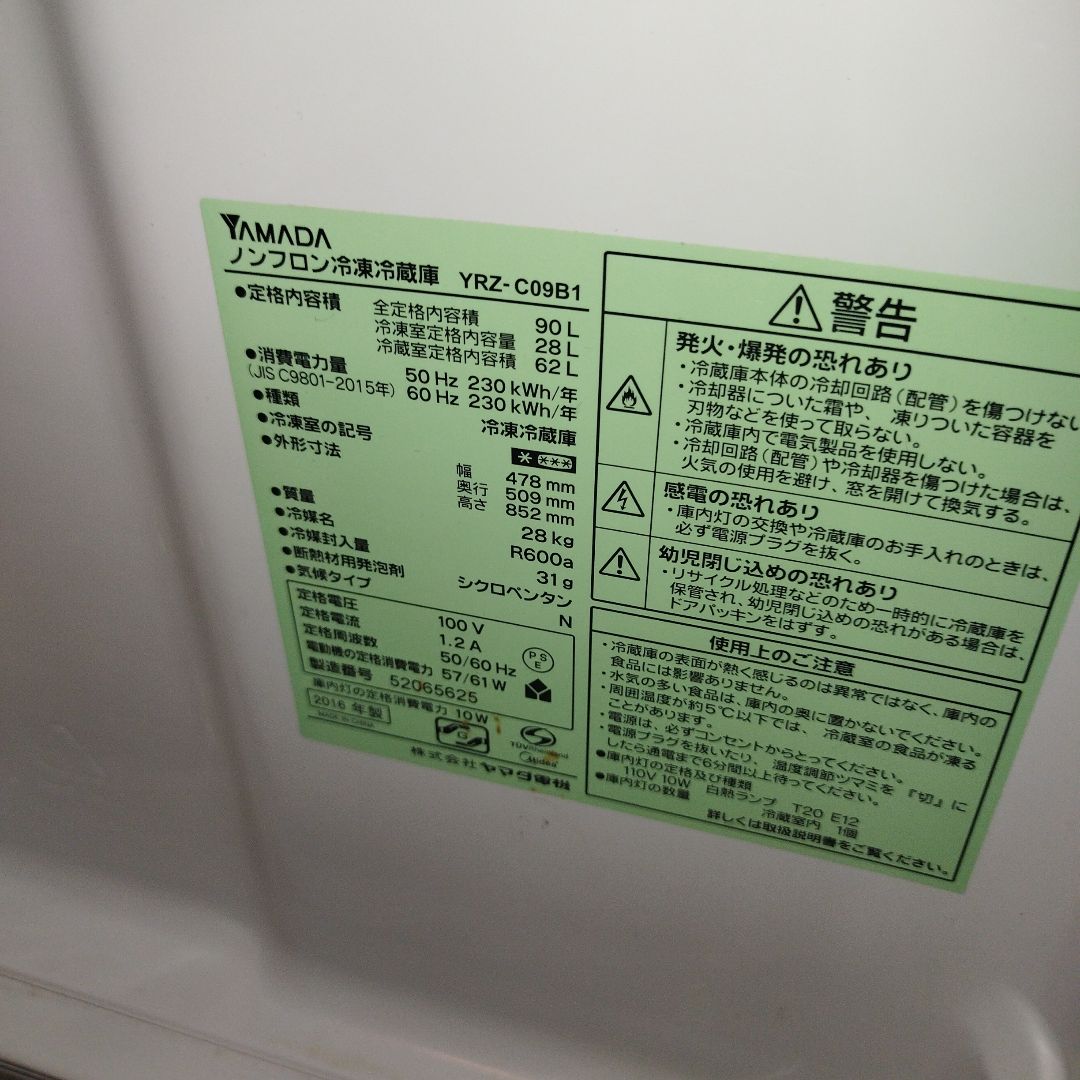 YAMADA
ノンフロン冷凍冷蔵庫 YRZ-C09B1
●定格内容積 全定格内容積 90 L
冷凍室定格内容量 28 L
冷蔵室定格内容積 62 L
●消費電力量 50 Hz 230 kWh/年
(JIS C9801-2015年) 60 Hz 230 kWh/年
●種類 冷凍冷蔵庫
●冷凍室の記号
●外形寸法 幅 478 mm
奥行 509 mm
高さ 852 mm
●質量 28 kg
●冷媒名 R600a
●冷媒封入量 31 g
●断熱材用発泡剤 シクロペンタン
●気候タイプ N
定格電圧 100 V
定格電流 1.2 A
定格周波数 50/60 Hz
電動機の定格消費電力 57/61 W
製造番号 52065625
庫内灯の定格消費電力 10W
2016 年製
MADE IN CHINA
PSE
G
TÜVRheinland
Midea
株式会社 ヤマダ電機
警告
発火・爆発の恐れあり
・冷蔵庫本体の冷却回路(配管)を傷つけない
・冷却器についた霜や、凍りついた容器を
刃物などを使って取らない。
・冷蔵庫内で電気製品を使用しない。
・冷却回路(配管)や冷却器を傷つけた場合は、
火気の使用を避け、窓を開けて換気する。
感電の恐れあり
・庫内灯の交換や冷蔵庫のお手入れのときは、
必ず電源プラグを抜く。
幼児閉じ込めの恐れあり
・リサイクル処理などのため一時的に冷蔵庫を
保管され、幼児閉じ込めの恐れがある場合は、
ドアパッキンをはずす。
使用上のご注意
・冷蔵庫の表面が熱く感じるのは異常ではなく、庫内の
食品には影響ありません。
・水気の多い食品は、庫内の奥に置かないでください。
・周囲温度が約5℃以下では、冷蔵室の食品が凍る
ことがあります。
・電源は、必ずコンセントからとってください。
・電源プラグを抜いたり、温度調節ツマミを『切』に
したら通電まで6分間以上待ってください。
●庫内灯の定格及び種類
110V 10W 白熱ランプ T20 E12
●庫内灯の数量 冷蔵室内 1個
詳しくは取扱説明書をご覧ください。